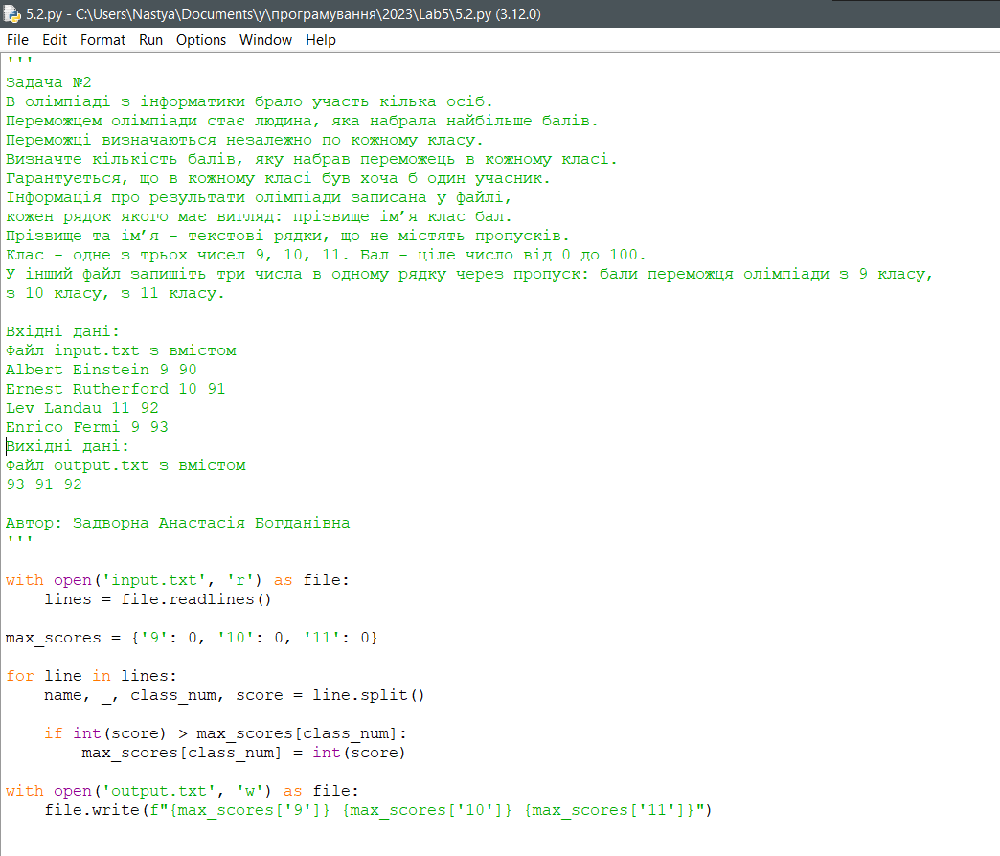 5.2.py - C:\Users\Nastya\Documents\у\програмування\2023\Lab5\5.2.py (3.12.0)
File Edit Format Run Options Window Help
'''
Задача №2
В олімпіаді з інформатики брало участь кілька осіб.
Переможцем олімпіади стає людина, яка набрала найбільше балів.
Переможці визначаються незалежно по кожному класу.
Визначте кількість балів, яку набрав переможець в кожному класі.
Гарантується, що в кожному класі був хоча б один учасник.
Інформація про результати олімпіади записана у файлі,
кожен рядок якого має вигляд: прізвище ім’я клас бал.
Прізвище та ім’я – текстові рядки, що не містять пропусків.
Клас – одне з трьох чисел 9, 10, 11. Бал – ціле число від 0 до 100.
У інший файл запишіть три числа в одному рядку через пропуск: бали переможця олімпіади з 9 класу,
з 10 класу, з 11 класу.
Вхідні дані:
Файл input.txt з вмістом
Albert Einstein 9 90
Ernest Rutherford 10 91
Lev Landau 11 92
Enrico Fermi 9 93
Вихідні дані:
Файл output.txt з вмістом
93 91 92
Автор: Задворна Анастасія Богданівна
'''
with open('input.txt', 'r') as file:
    lines = file.readlines()
max_scores = {'9': 0, '10': 0, '11': 0}
for line in lines:
    name, _, class_num, score = line.split()
    if int(score) > max_scores[class_num]:
        max_scores[class_num] = int(score)
with open('output.txt', 'w') as file:
    file.write(f"{max_scores['9']} {max_scores['10']} {max_scores['11']}")